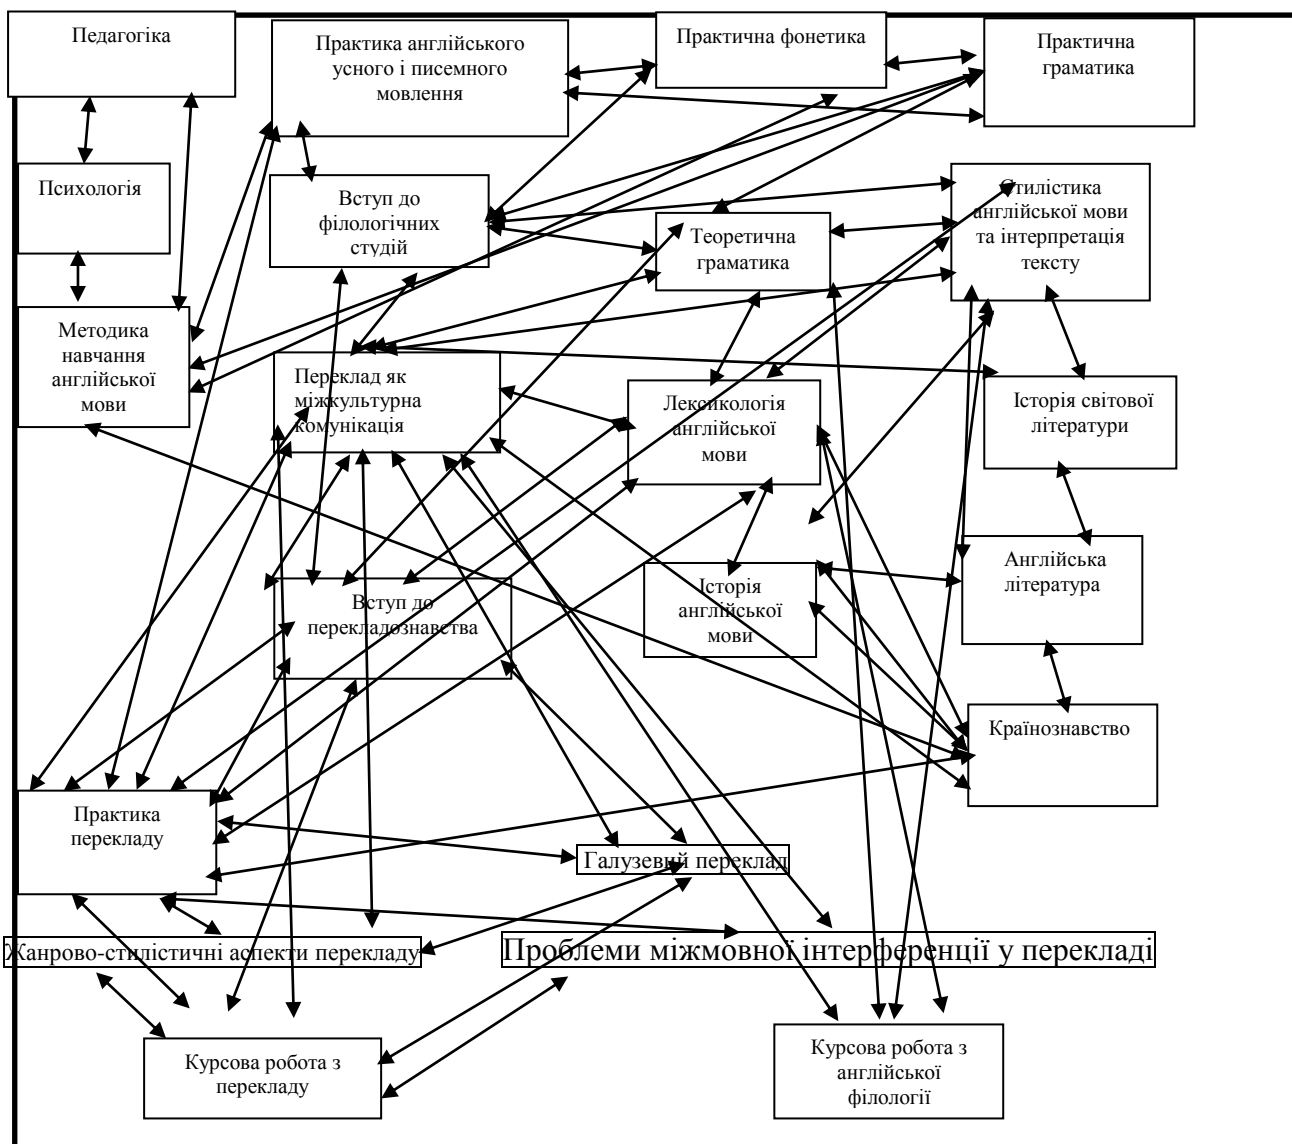 Педагогіка
Практика англійського
усного і писемного
мовлення
Практична фонетика
Практична
граматика
Психологія
Вступ до
філологічних
студій
Теоретична
граматика
Стилістика
англійської мови
та інтерпретація
тексту
Методика
навчання
англійської
мови
Переклад як
міжкультурна
комунікація
Лексикологія
англійської
мови
Історія світової
літератури
Вступ до
перекладознавства
Історія
англійської
мови
Англійська
література
Країнознавство
Практика
перекладу
Галузевий переклад
Жанрово-стилістичні аспекти перекладу
Проблеми міжмовної інтерференції у перекладі
Курсова робота з
перекладу
Курсова робота з
англійської
філології